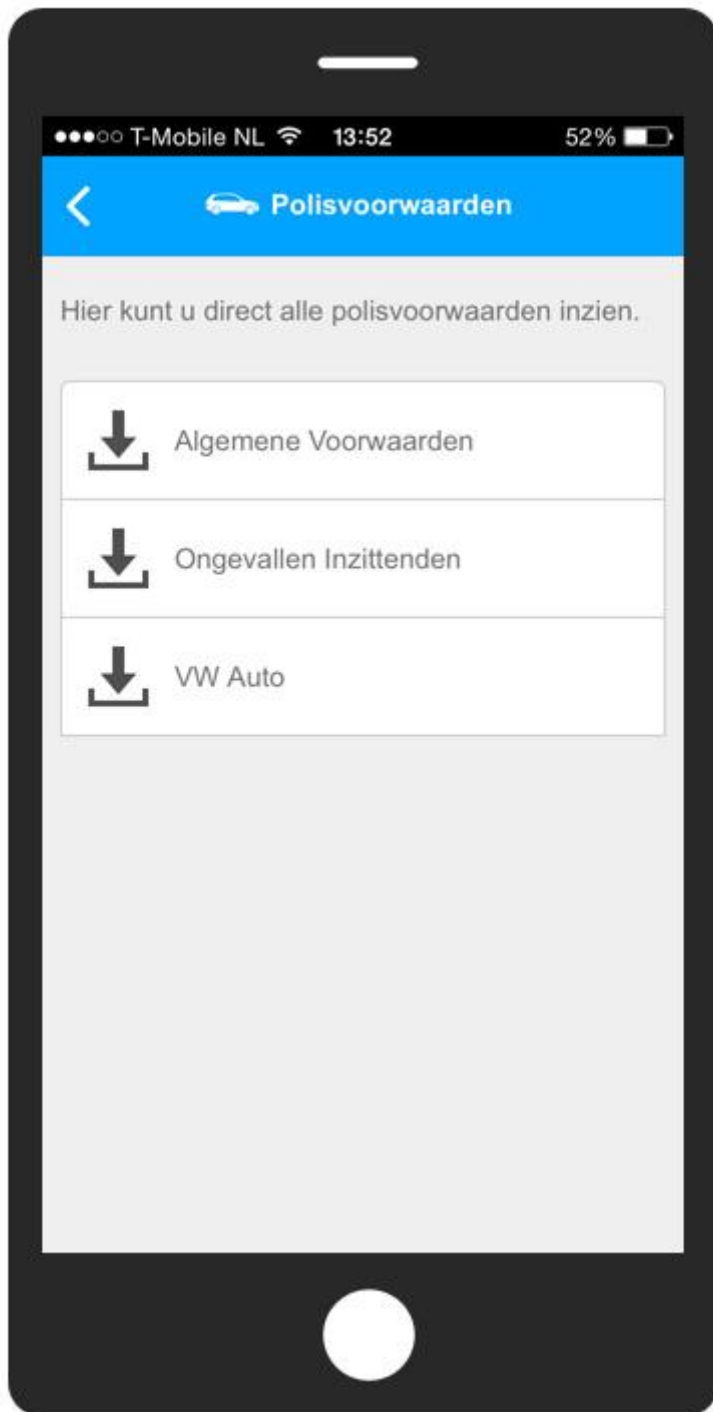 T-Mobile NL 13:52 52%
Polisvoorwaarden
Hier kunt u direct alle polisvoorwaarden inzien.
Algemene Voorwaarden
Ongevallen Inzittenden
VW Auto